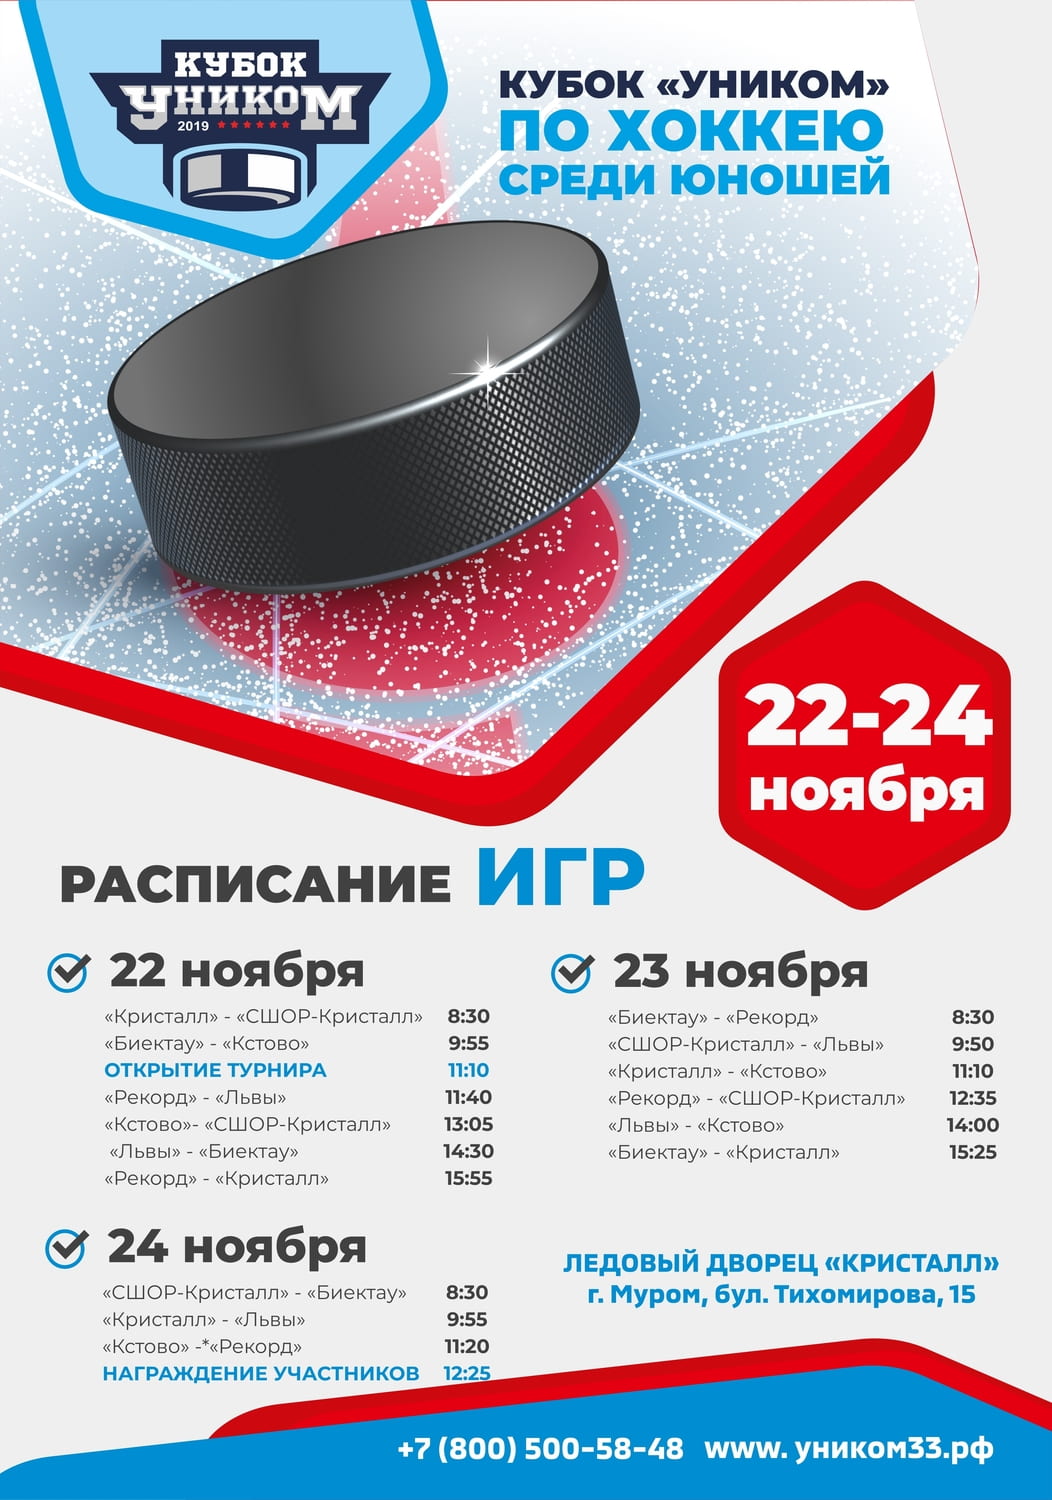 КУБОК
УНИКОМ
2019
КУБОК «УНИКОМ»
ПО ХОККЕЮ
СРЕДИ ЮНОШЕЙ
22-24
ноября
РАСПИСАНИЕ ИГР
22 ноября
«Кристалл» - «СШОР-Кристалл» 8:30
«Биектау» - «Кстово» 9:55
ОТКРЫТИЕ ТУРНИРА 11:10
«Рекорд» - «Львы» 11:40
«Кстово»- «СШОР-Кристалл» 13:05
«Львы» - «Биектау» 14:30
«Рекорд» - «Кристалл» 15:55
23 ноября
«Биектау» - «Рекорд» 8:30
«СШОР-Кристалл» - «Львы» 9:50
«Кристалл» - «Кстово» 11:10
«Рекорд» - «СШОР-Кристалл» 12:35
«Львы» - «Кстово» 14:00
«Биектау» - «Кристалл» 15:25
24 ноября
«СШОР-Кристалл» - «Биектау» 8:30
«Кристалл» - «Львы» 9:55
«Кстово» -*«Рекорд» 11:20
НАГРАЖДЕНИЕ УЧАСТНИКОВ 12:25
ЛЕДОВЫЙ ДВОРЕЦ «КРИСТАЛЛ»
г. Муром, бул. Тихомирова, 15
+7 (800) 500-58-48 www. уником33.рф